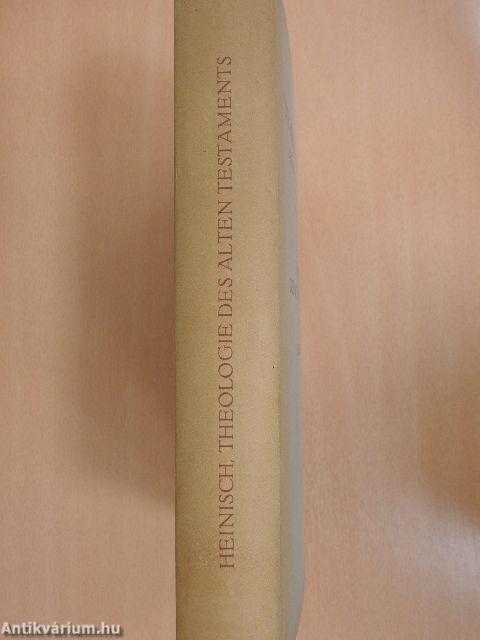 HEINISCH, THEOLOGIE DES ALTEN TESTAMENTS
Antikvárium.hu